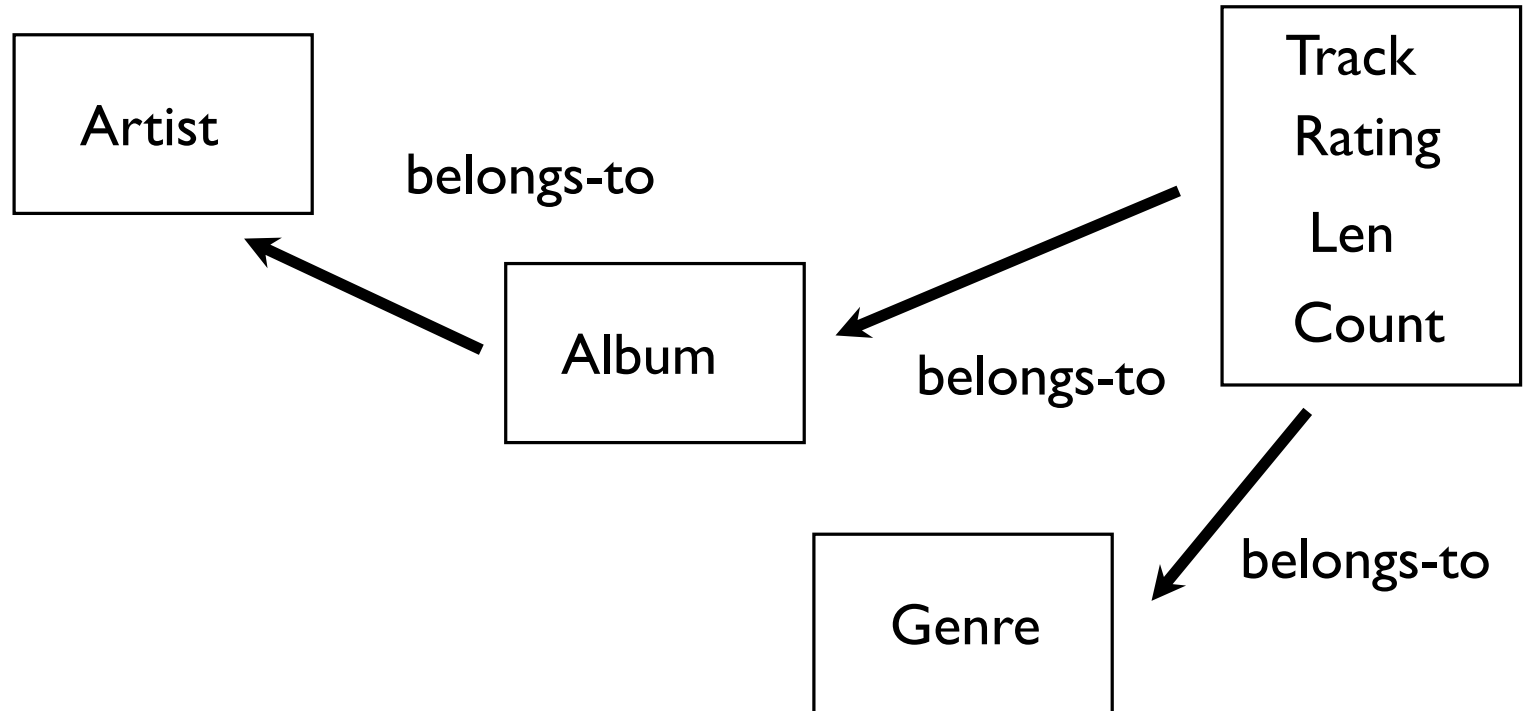 Track
Artist
Rating
belongs-to
Len
Count
Album
belongs-to
belongs-to
Genre